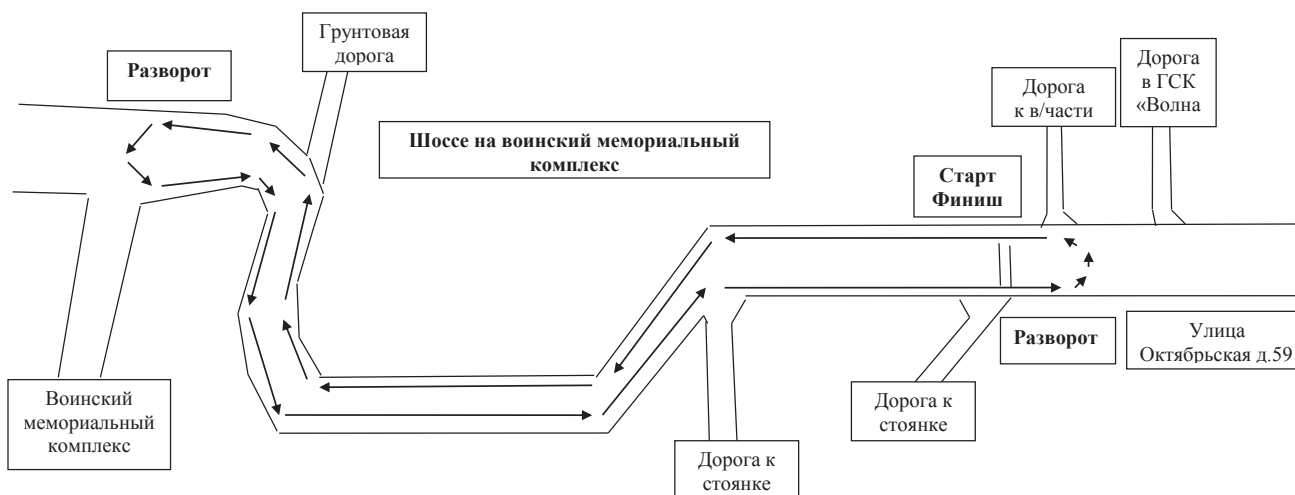 Грунтовая
дорога
Разворот
Дорога
в ГСК
«Волна
Дорога
к в/части
Шоссе на воинский мемориальный
комплекс
Старт
Финиш
Разворот
Улица
Октябрьская д.59
Воинский
мемориальный
комплекс
Дорога к
стоянке
Дорога к
стоянке